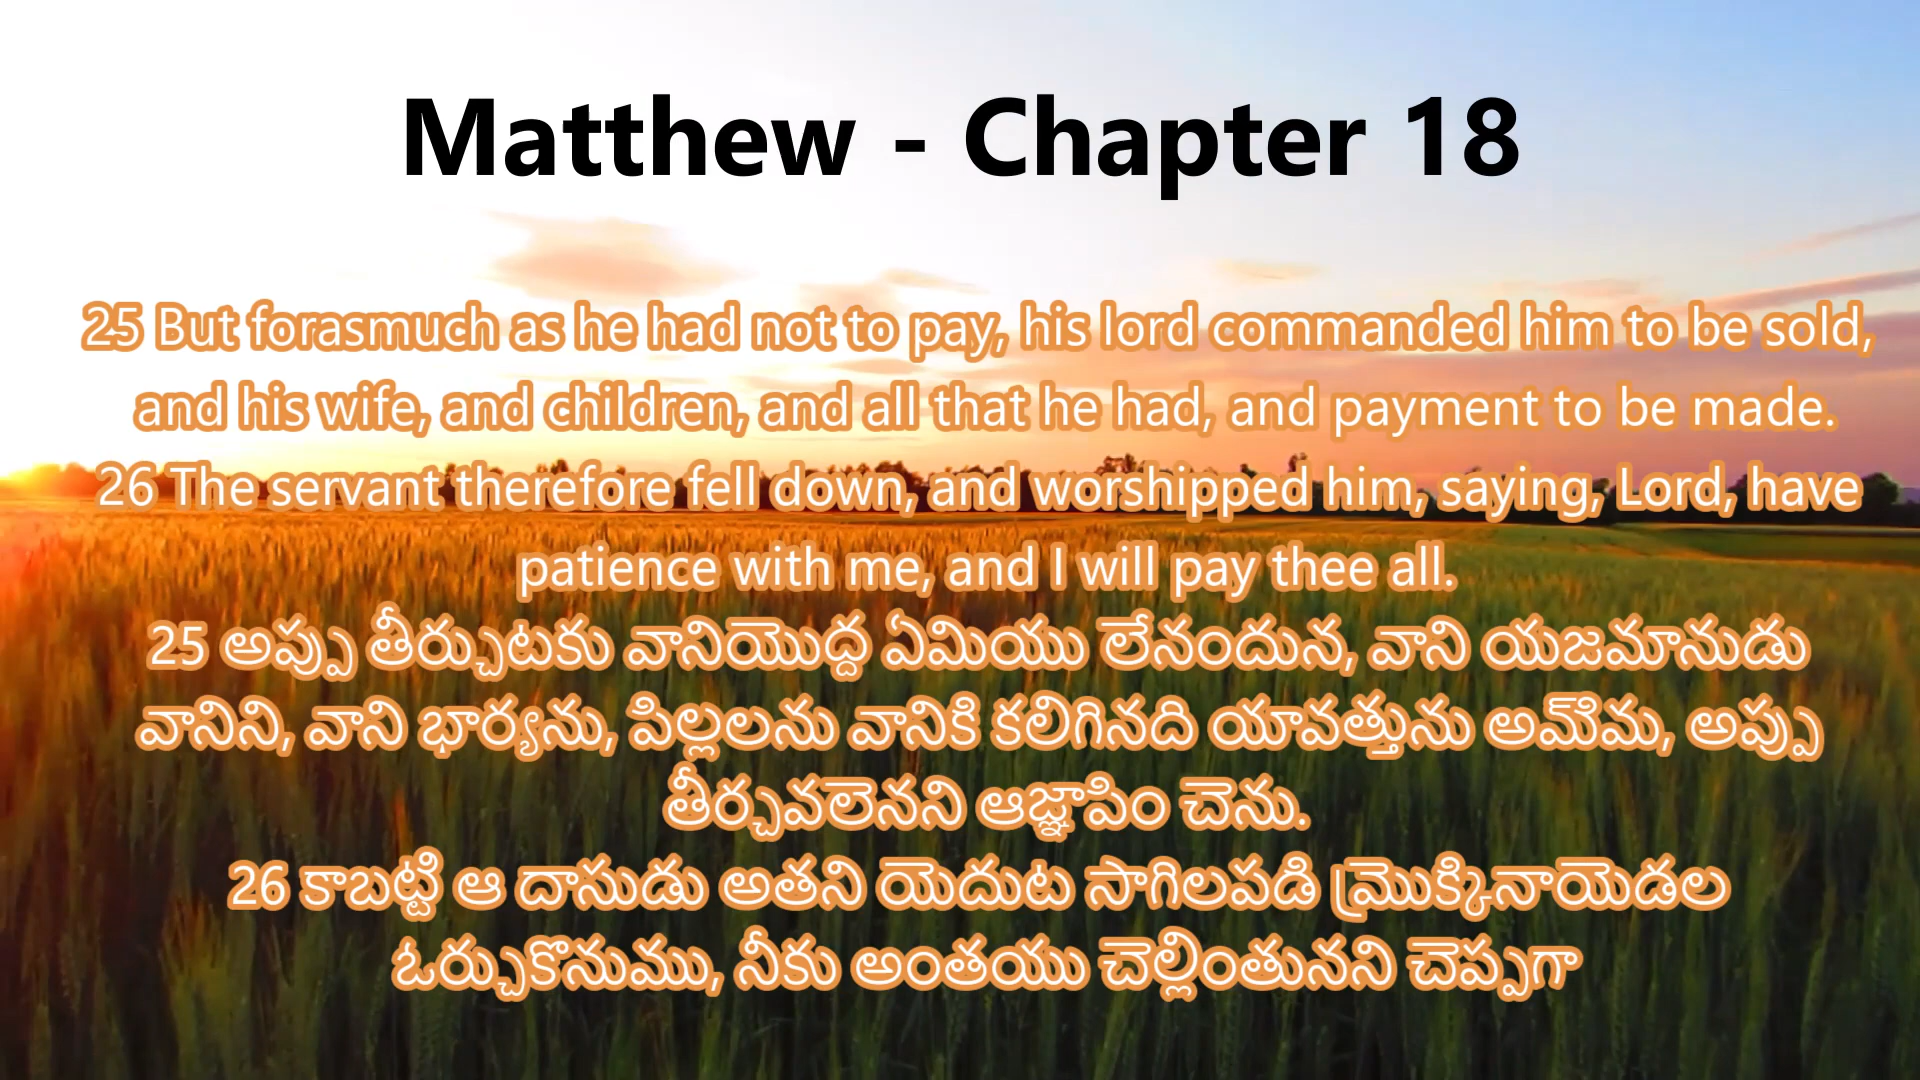 Matthew - Chapter 18
25 But forasmuch as he had not to pay, his lord commanded him to be sold,
and his wife, and children, and all that he had, and payment to be made.
26 The servant therefore fell down, and worshipped him, saying, Lord, have
patience with me, and I will pay thee all.
25 అప్పు తీర్చుటకు వానియొద్ద ఏమియు లేనందున, వాని యజమానుడు
వానిని, వాని భార్యను, పిల్లలను వానికి కలిగినది యావత్తును అమ్మి, అప్పు
తీర్చవలెనని ఆజ్ఞాపిం చెను.
26 కాబట్టి ఆ దాసుడు అతని యెదుట సాగిలపడి మ్రొక్కినాయెడల
ఓర్చుకొనుము, నీకు అంతయు చెల్లింతునని చెప్పగా